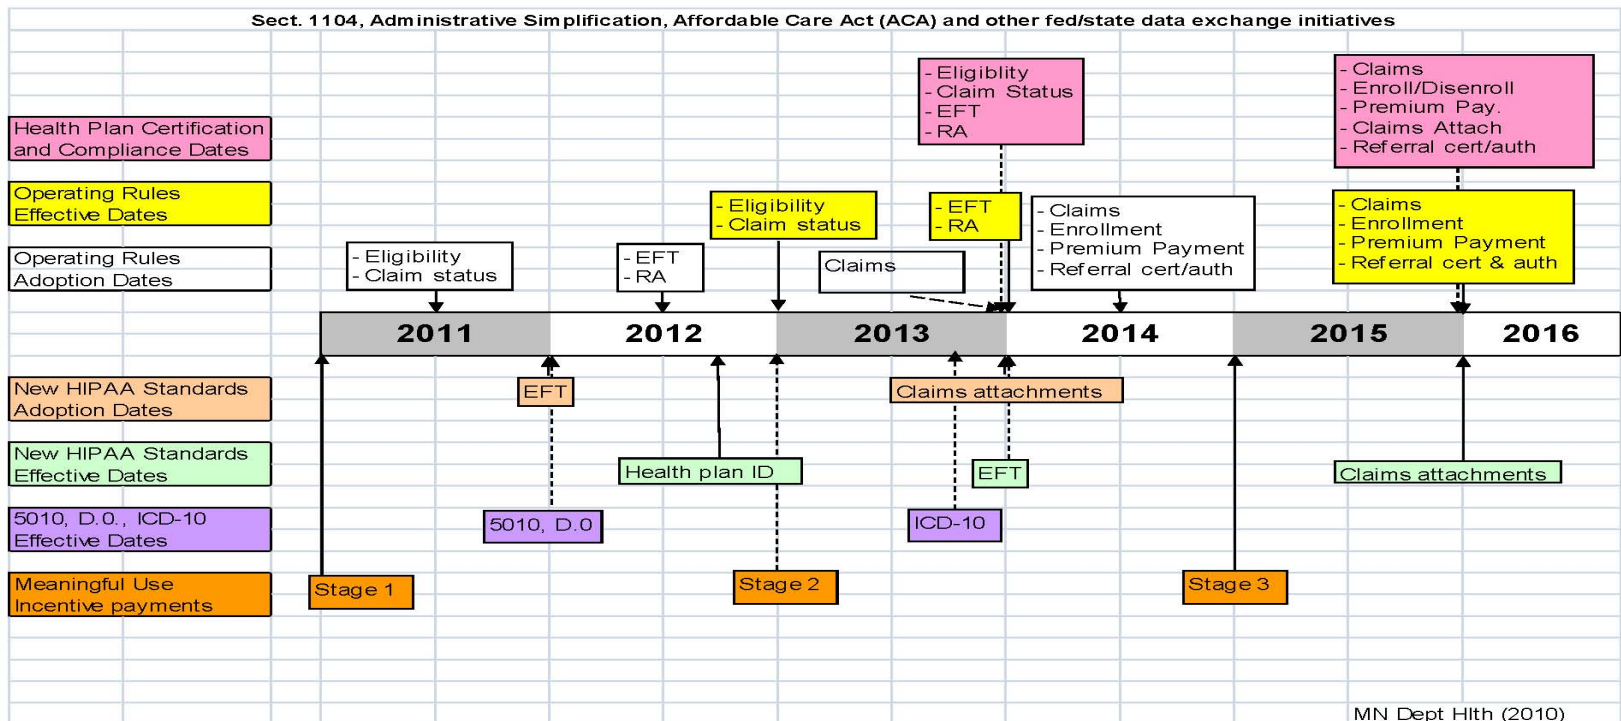 Sect. 1104, Administrative Simplification, Affordable Care Act (ACA) and other fed/state data exchange initiatives
- Eligiblity
- Claim Status
- EFT
- RA
- Claims
- Enroll/Disenroll
- Premium Pay.
- Claims Attach
- Referral cert/auth
Health Plan Certification
and Compliance Dates
Operating Rules
Effective Dates
- Eligibility
- Claim status
- EFT
- RA
- Claims
- Enrollment
- Premium Payment
- Referral cert/auth
- Claims
- Enrollment
- Premium Payment
- Referral cert & auth
Operating Rules
Adoption Dates
- Eligibility
- Claim status
- EFT
- RA
Claims
2011
2012
2013
2014
2015
2016
New HIPAA Standards
Adoption Dates
EFT
Claims attachments
New HIPAA Standards
Effective Dates
Health plan ID
EFT
Claims attachments
5010, D.0., ICD-10
Effective Dates
5010, D.0
ICD-10
Meaningful Use
Incentive payments
Stage 1
Stage 2
Stage 3
MN Dept Hlth (2010)